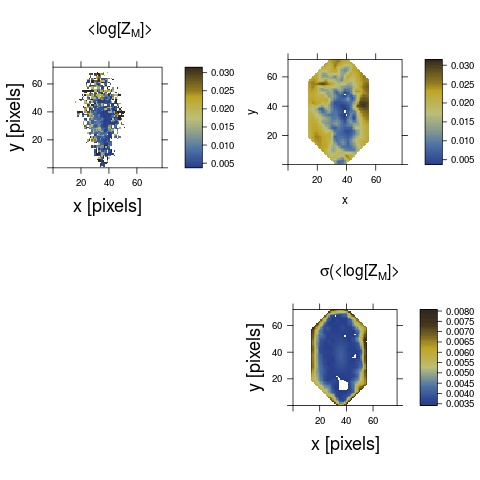 <log[Z_M]>
60
40
20
20 40 60
y [pixels]
x [pixels]
0.030
0.025
0.020
0.015
0.010
0.005
60
40
20
20 40 60
y
x
0.030
0.025
0.020
0.015
0.010
0.005
σ(<log[Z_M]>
60
40
20
20 40 60
y [pixels]
x [pixels]
0.0080
0.0075
0.0070
0.0065
0.0060
0.0055
0.0050
0.0045
0.0040
0.0035